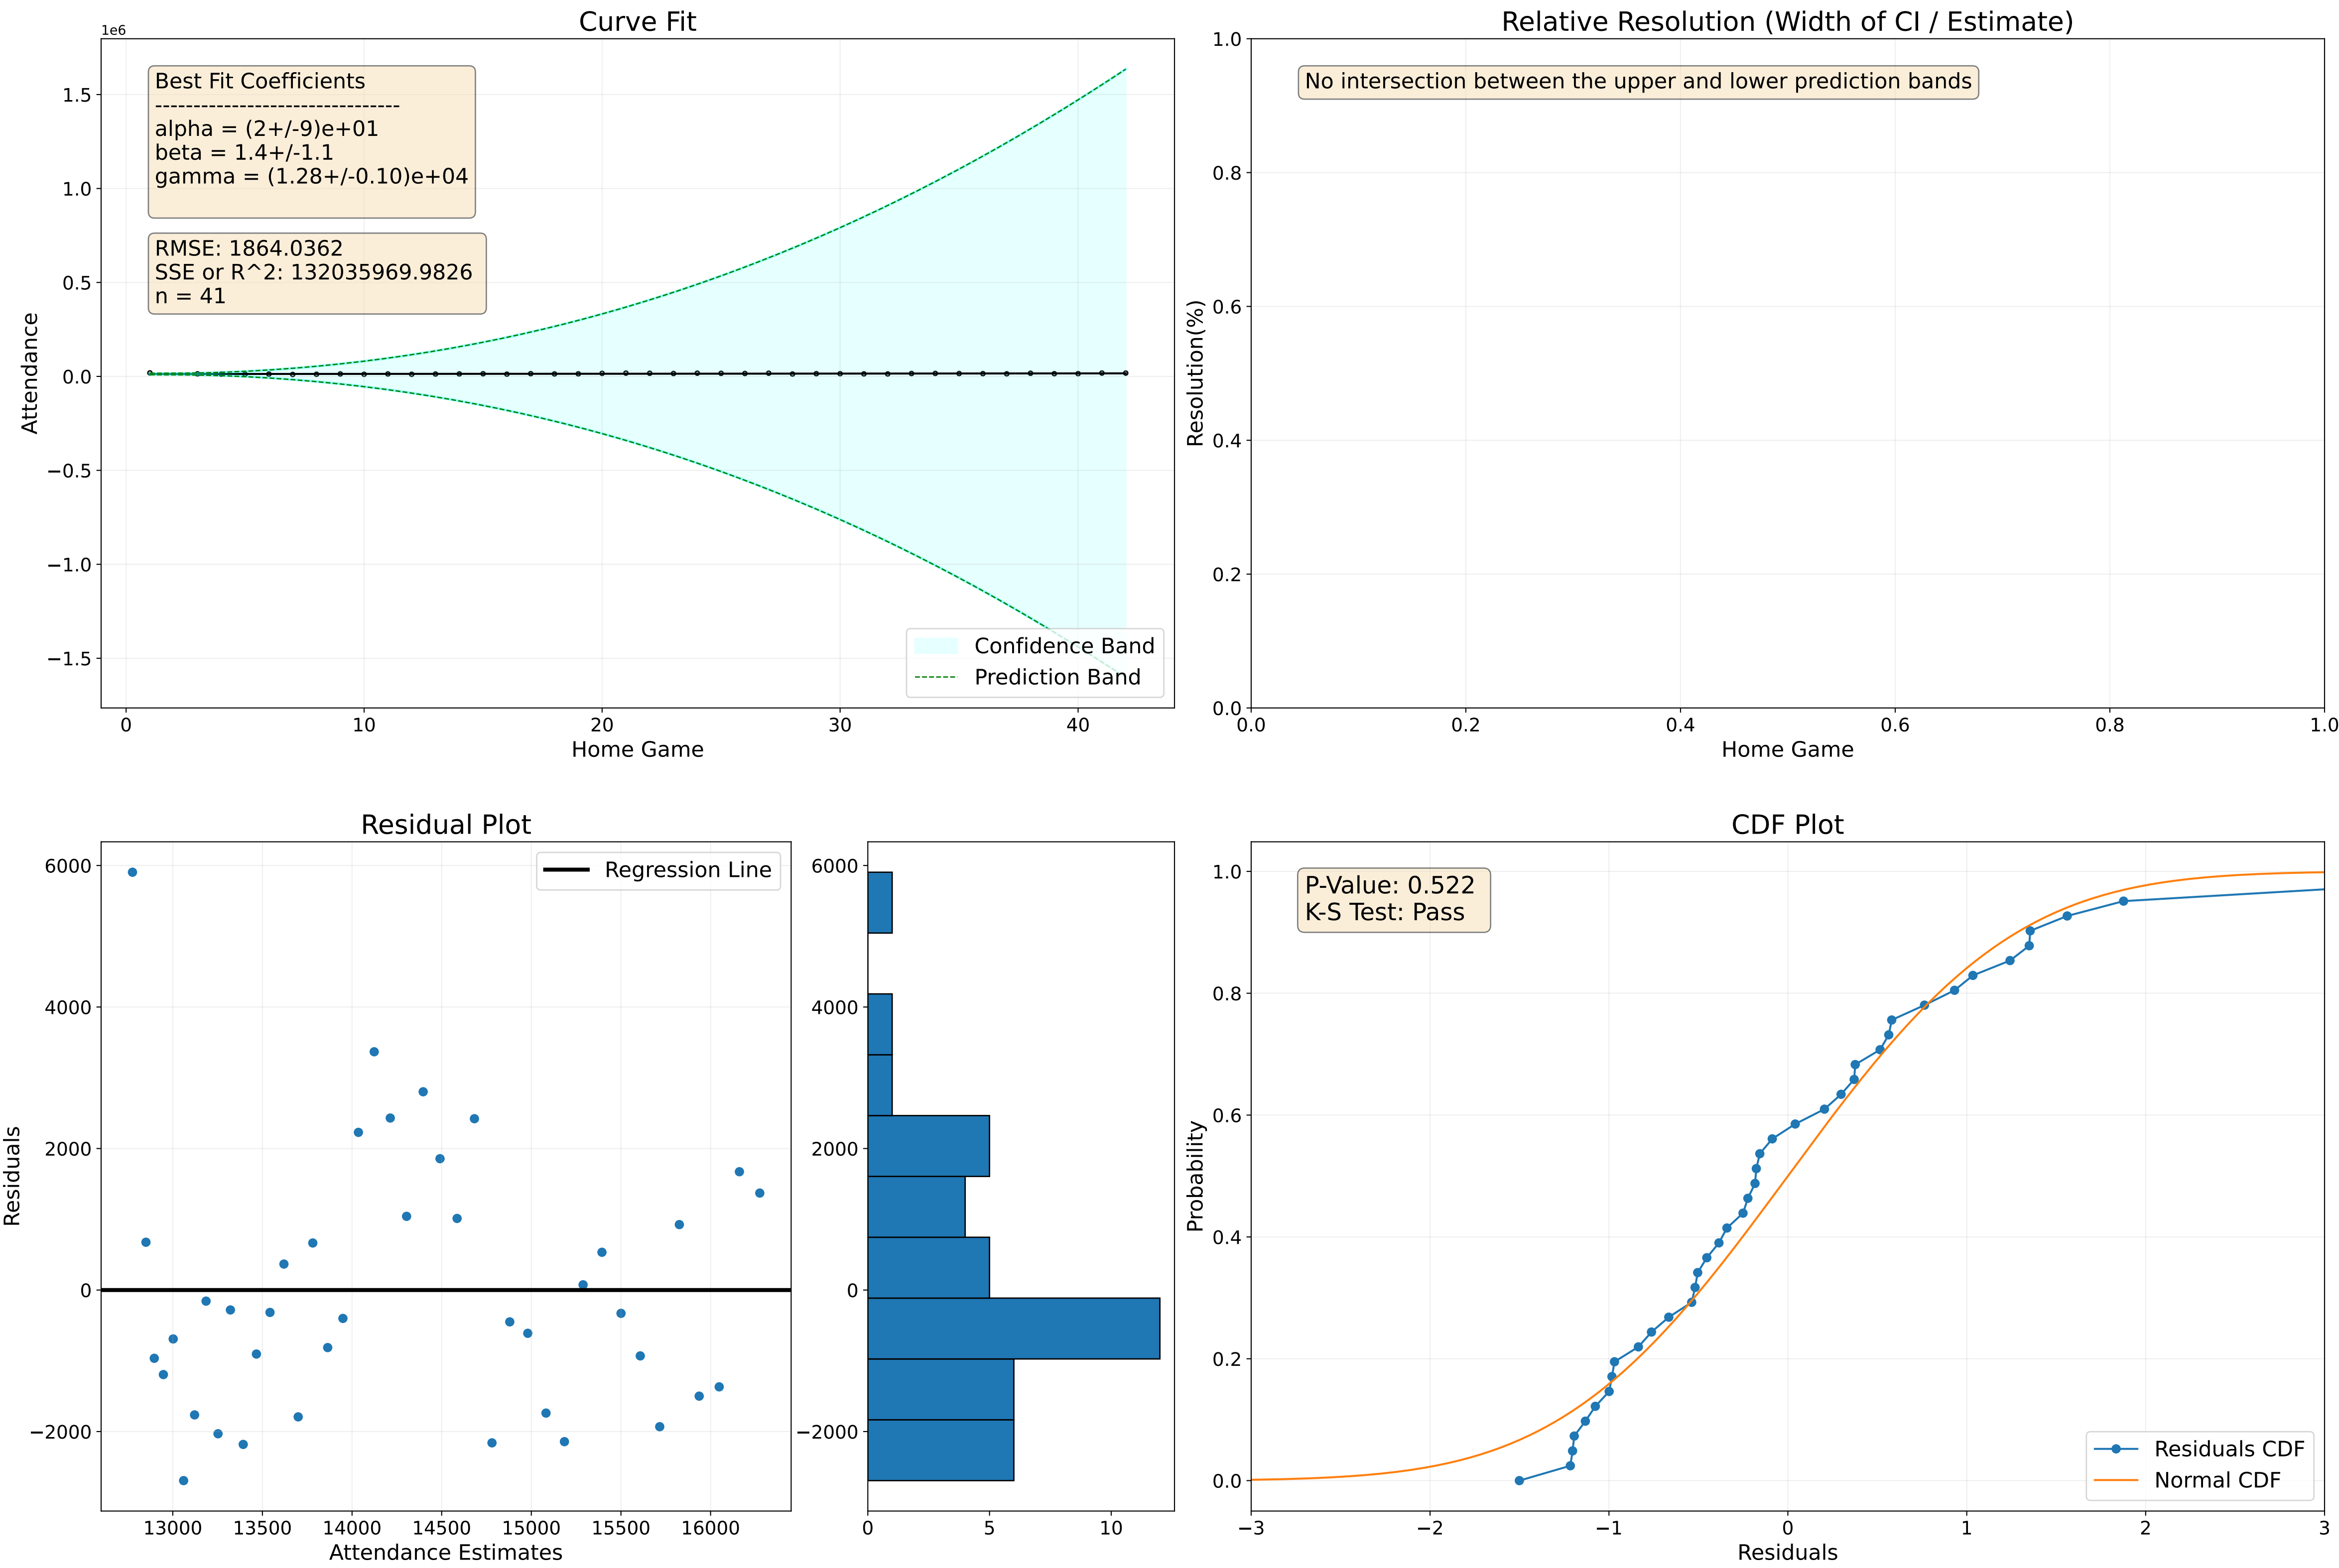 Curve Fit
1e6
Best Fit Coefficients
--------------------------------
alpha = (2+/-9)e+01
beta = 1.4+/-1.1
gamma = (1.28+/-0.10)e+04
RMSE: 1864.0362
SSE or R^2: 132035969.9826
n = 41
1.5
1.0
0.5
0.0
−0.5
−1.0
−1.5
Attendance
Confidence Band
Prediction Band
0
10
20
30
40
Home Game
Relative Resolution (Width of CI / Estimate)
No intersection between the upper and lower prediction bands
1.0
0.8
0.6
0.4
0.2
0.0
Resolution(%)
0.0
0.2
0.4
0.6
0.8
1.0
Home Game
Residual Plot
Regression Line
6000
4000
2000
0
−2000
Residuals
13000
13500
14000
14500
15000
15500
16000
Attendance Estimates
6000
4000
2000
0
−2000
0
5
10
CDF Plot
P-Value: 0.522
K-S Test: Pass
1.0
0.8
0.6
0.4
0.2
0.0
Probability
Residuals CDF
Normal CDF
−3
−2
−1
0
1
2
3
Residuals